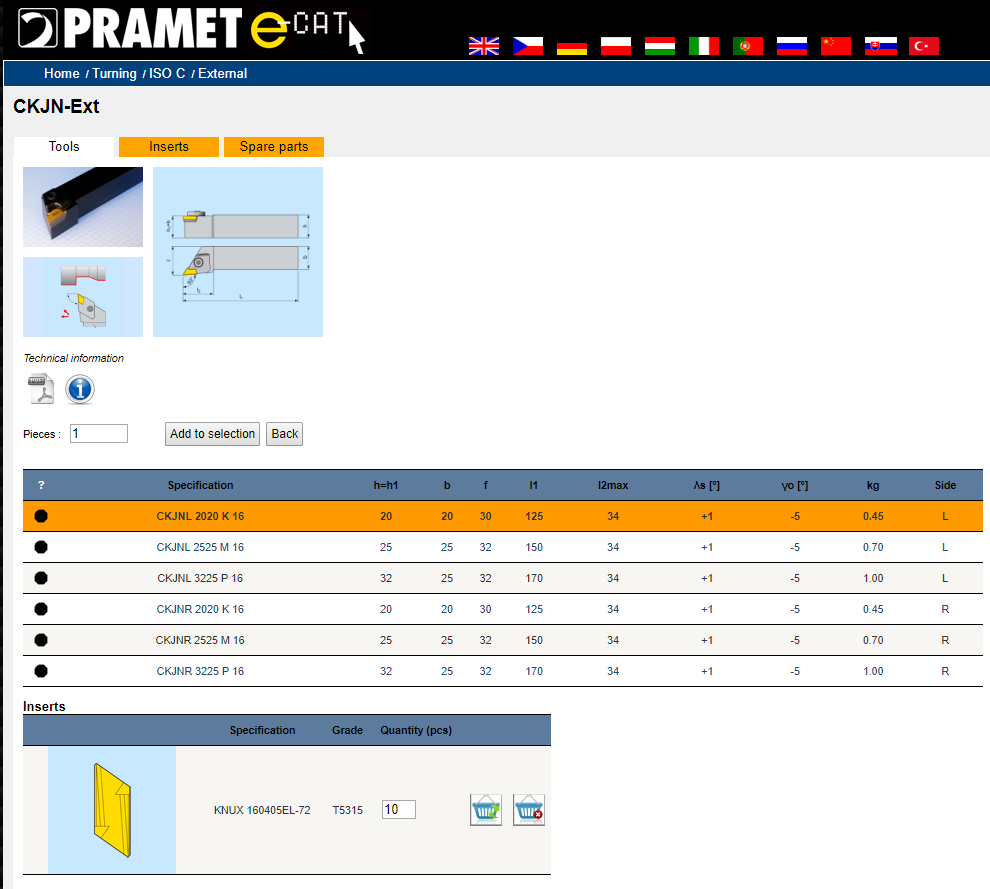 PRAMET e-CAT
Home / Turning / ISO C / External
CKJN-Ext
Tools Inserts Spare parts
Technical information
PDF
Pieces : 1 Add to selection Back
? Specification h=h1 b f l1 l2max λs [°] γo [°] kg Side
CKJNL 2020 K 16 20 20 30 125 34 +1 -5 0.45 L
CKJNL 2525 M 16 25 25 32 150 34 +1 -5 0.70 L
CKJNL 3225 P 16 32 25 32 170 34 +1 -5 1.00 L
CKJNR 2020 K 16 20 20 30 125 34 +1 -5 0.45 R
CKJNR 2525 M 16 25 25 32 150 34 +1 -5 0.70 R
CKJNR 3225 P 16 32 25 32 170 34 +1 -5 1.00 R
Inserts
Specification Grade Quantity (pcs)
KNUX 160405EL-72 T5315 10